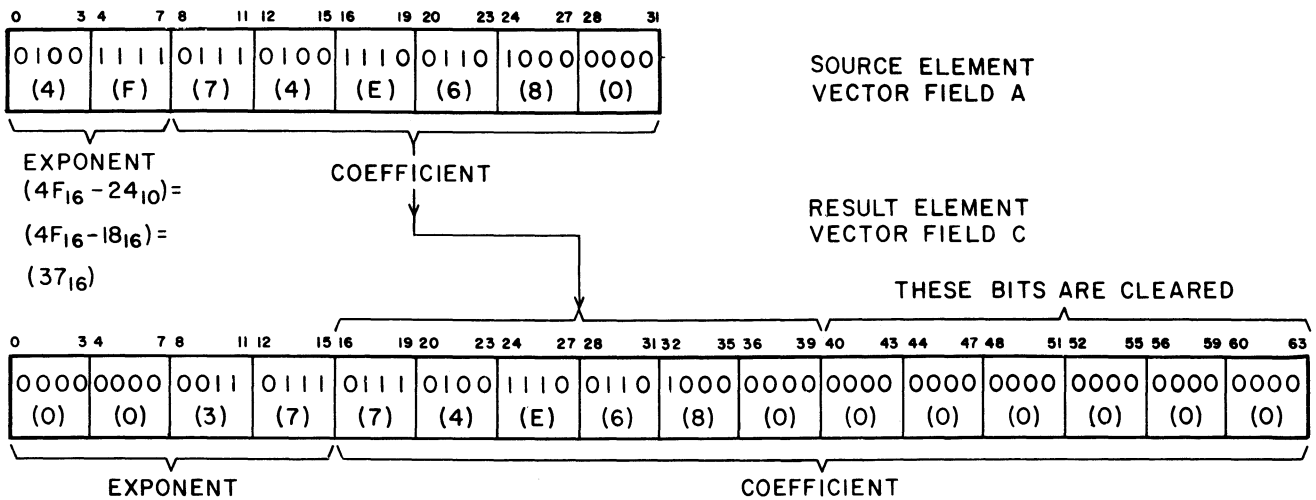 0 3 4 7 8 11 12 15 16 19 20 23 24 27 28 31
0100 1111 0111 0100 1110 0110 1000 0000
(4) (F) (7) (4) (E) (6) (8) (0)
SOURCE ELEMENT
VECTOR FIELD A
EXPONENT
(4F16 - 2410) =
(4F16 - 1816) =
(3716)
COEFFICIENT
RESULT ELEMENT
VECTOR FIELD C
THESE BITS ARE CLEARED
0 3 4 7 8 11 12 15 16 19 20 23 24 27 28 31 32 35 36 39 40 43 44 47 48 51 52 55 56 59 60 63
0000 0000 0011 0111 0111 0100 1110 0110 1000 0000 0000 0000 0000 0000 0000 0000
(0) (0) (3) (7) (7) (4) (E) (6) (8) (0) (0) (0) (0) (0) (0) (0)
EXPONENT
COEFFICIENT